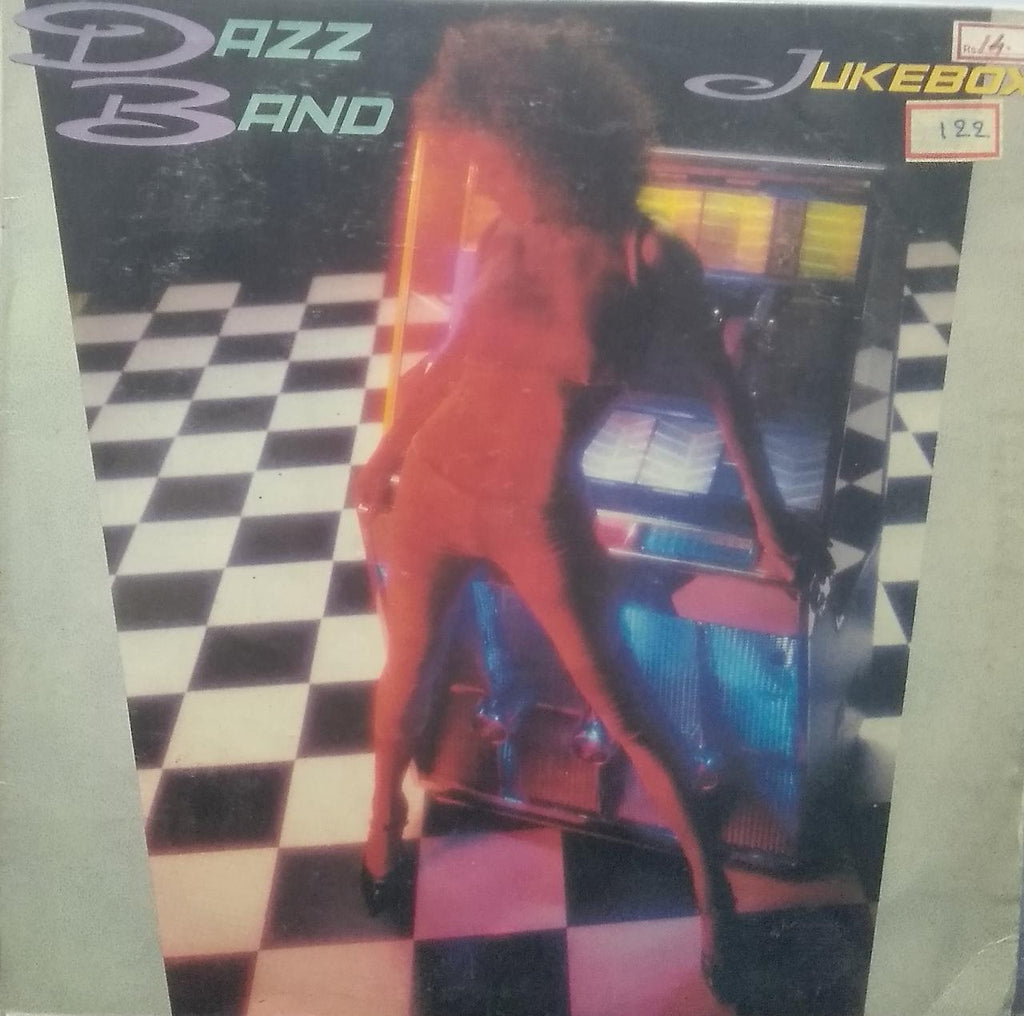 DAZZ
BAND
JUKEBOX
Rs. 14.
122